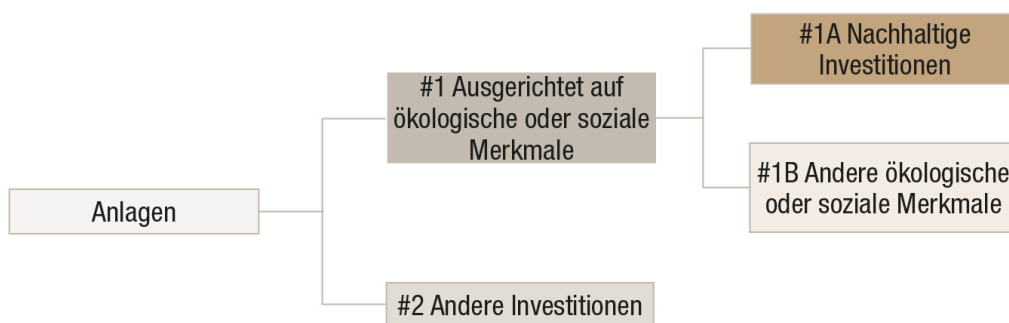 Anlagen
#1 Ausgerichtet auf
ökologische oder soziale
Merkmale
#2 Andere Investitionen
#1A Nachhaltige
Investitionen
#1B Andere ökologische
oder soziale Merkmale